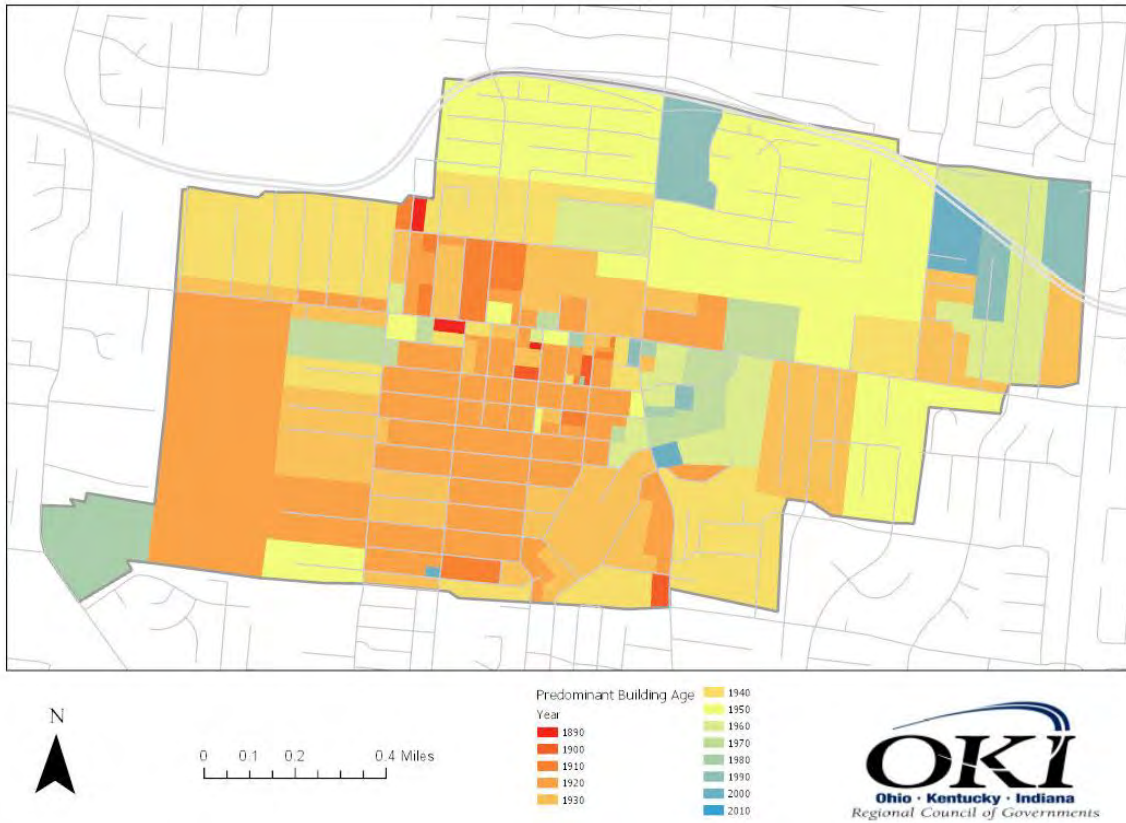 N
0 0.1 0.2 0.4 Miles
Predominant Building Age
Year
1890
1900
1910
1920
1930
1940
1950
1960
1970
1980
1990
2000
2010
OKI
Ohio · Kentucky · Indiana
Regional Council of Governments